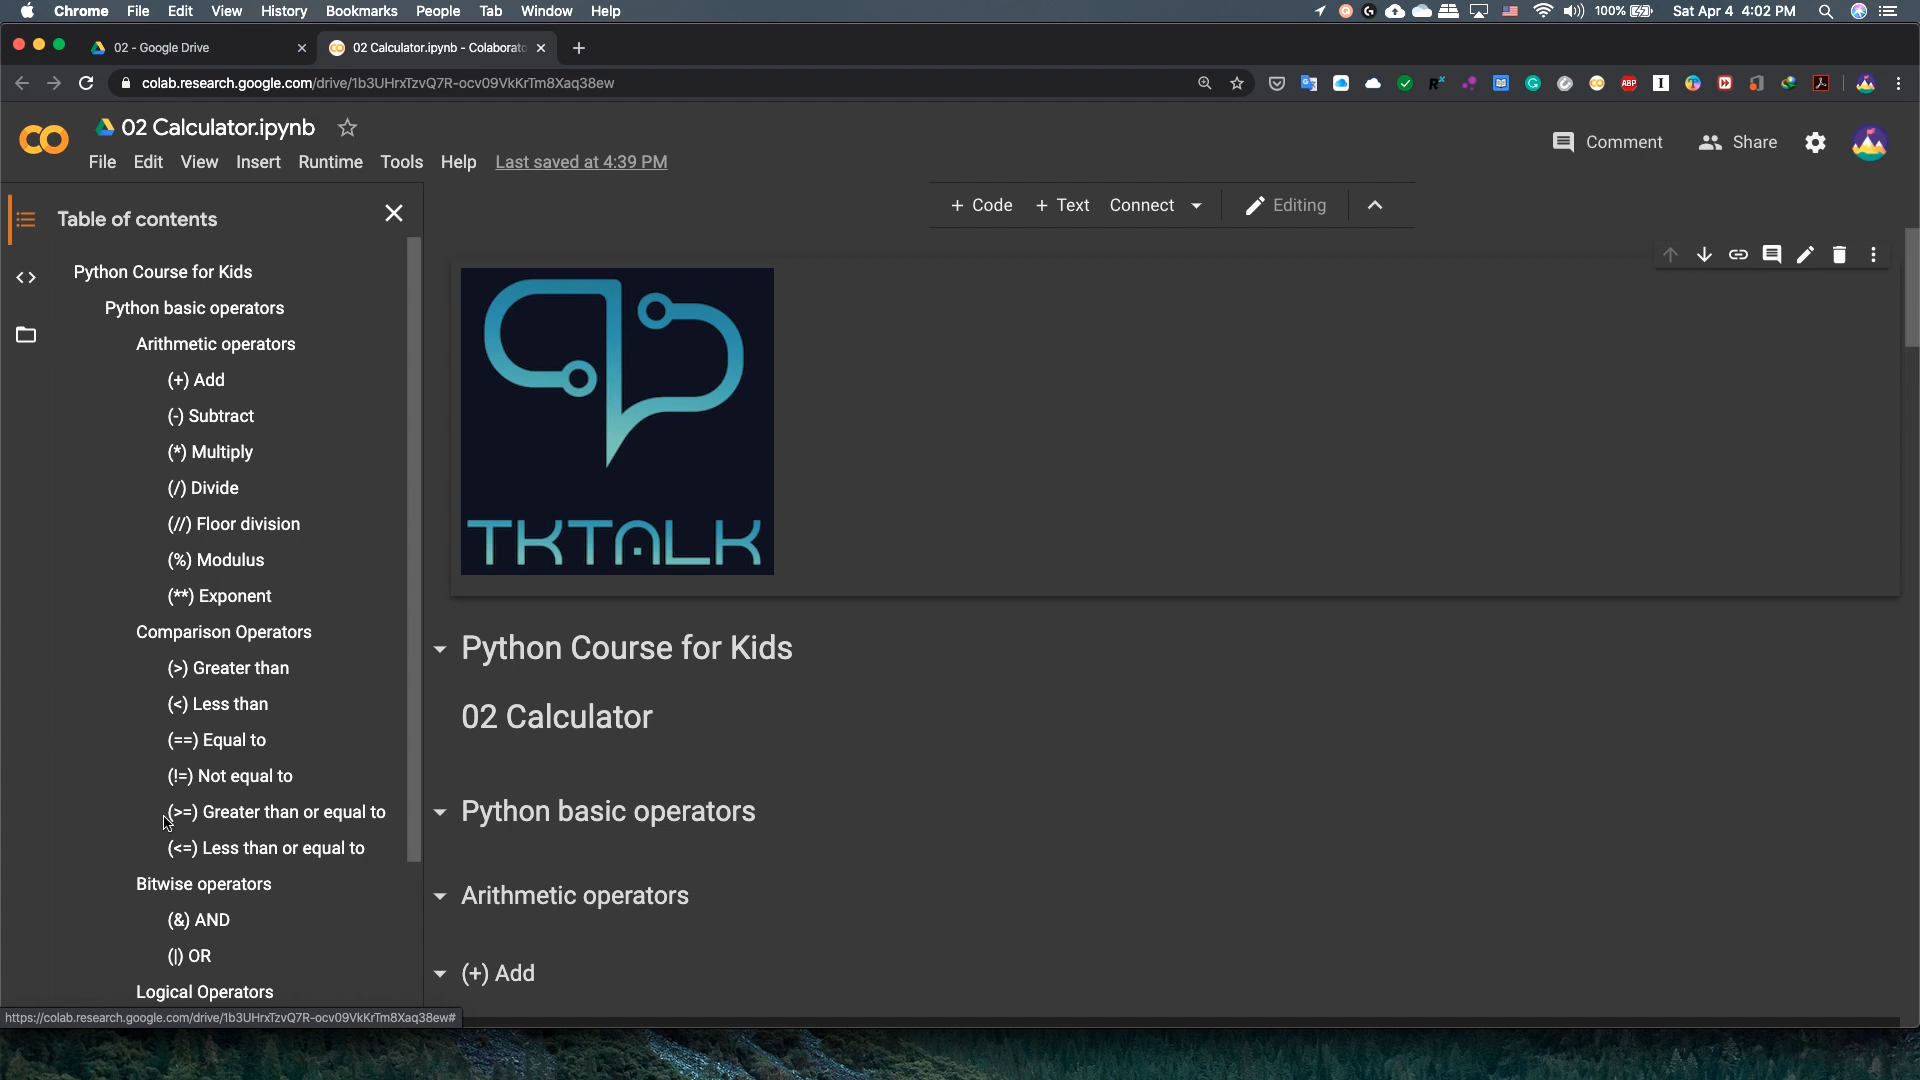 Chrome File Edit View History Bookmarks People Tab Window Help
100% Sat Apr 4 4:02 PM
02 - Google Drive
02 Calculator.ipynb - Colaborato
colab.research.google.com/drive/1b3UHrxTzvQ7R-ocv09VkKrTm8Xaq38ew
ABP
02 Calculator.ipynb
File Edit View Insert Runtime Tools Help Last saved at 4:39 PM
Comment Share
Table of contents
+ Code + Text Connect Editing
Python Course for Kids
Python basic operators
Arithmetic operators
(+) Add
(-) Subtract
(*) Multiply
(/) Divide
(//) Floor division
(%) Modulus
(**) Exponent
Comparison Operators
(>) Greater than
(<) Less than
(==) Equal to
(!=) Not equal to
(>=) Greater than or equal to
(<=) Less than or equal to
Bitwise operators
(&) AND
(|) OR
Logical Operators
TKTALK
Python Course for Kids
02 Calculator
Python basic operators
Arithmetic operators
(+) Add
https://colab.research.google.com/drive/1b3UHrxTzvQ7R-ocv09VkKrTm8Xaq38ew#